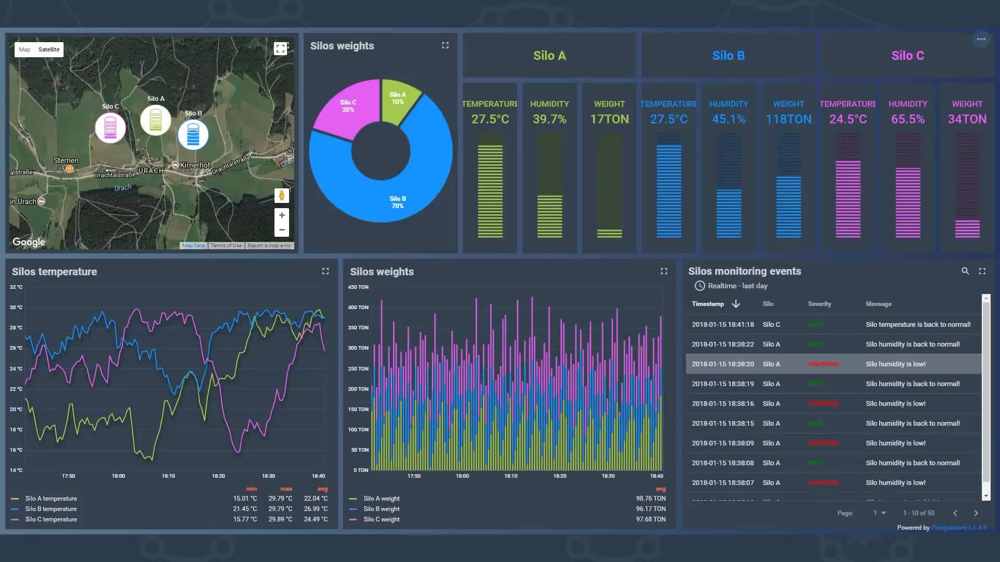 Map Satellite
Silo A
Silo C
Silo B
Sternen
Kirnerhof
URACH
Urachtalstraße
Urachtalstraße
alstraße
Urach
in Urach
Google
Map Data Terms of Use Report a map error
Silos weights
Silo A
10%
Silo C
20%
Silo B
70%
Silo A
Silo B
Silo C
TEMPERATURE HUMIDITY WEIGHT TEMPERATURE HUMIDITY WEIGHT TEMPERATURE HUMIDITY WEIGHT
27.5°C 39.7% 17TON 27.5°C 45.1% 118TON 24.5°C 65.5% 34TON
Silos temperature
32 °C
30 °C
28 °C
26 °C
24 °C
22 °C
20 °C
18 °C
16 °C
14 °C
17:50 18:00 18:10 18:20 18:30 18:40
min max avg
Silo A temperature 15.01 °C 29.79 °C 22.04 °C
Silo B temperature 21.45 °C 29.79 °C 26.99 °C
Silo C temperature 15.77 °C 29.89 °C 24.49 °C
Silos weights
450 TON
400 TON
350 TON
300 TON
250 TON
200 TON
150 TON
100 TON
50 TON
0 TON
17:50 18:00 18:10 18:20 18:30 18:40
avg
Silo A weight 98.76 TON
Silo B weight 96.17 TON
Silo C weight 97.68 TON
Silos monitoring events
Realtime - last day
Timestamp Silo Severity Message
2018-01-15 18:41:18 Silo C INFO Silo temperature is back to normal!
2018-01-15 18:38:22 Silo A INFO Silo humidity is back to normal!
2018-01-15 18:38:20 Silo A WARNING Silo humidity is low!
2018-01-15 18:38:19 Silo A INFO Silo humidity is back to normal!
2018-01-15 18:38:16 Silo A WARNING Silo humidity is low!
2018-01-15 18:38:15 Silo A INFO Silo humidity is back to normal!
2018-01-15 18:38:09 Silo A WARNING Silo humidity is low!
2018-01-15 18:38:08 Silo A INFO Silo humidity is back to normal!
2018-01-15 18:38:07 Silo A WARNING Silo humidity is low!
Page: 1 1 - 10 of 50
Powered by Thingsboard v.1.4.0